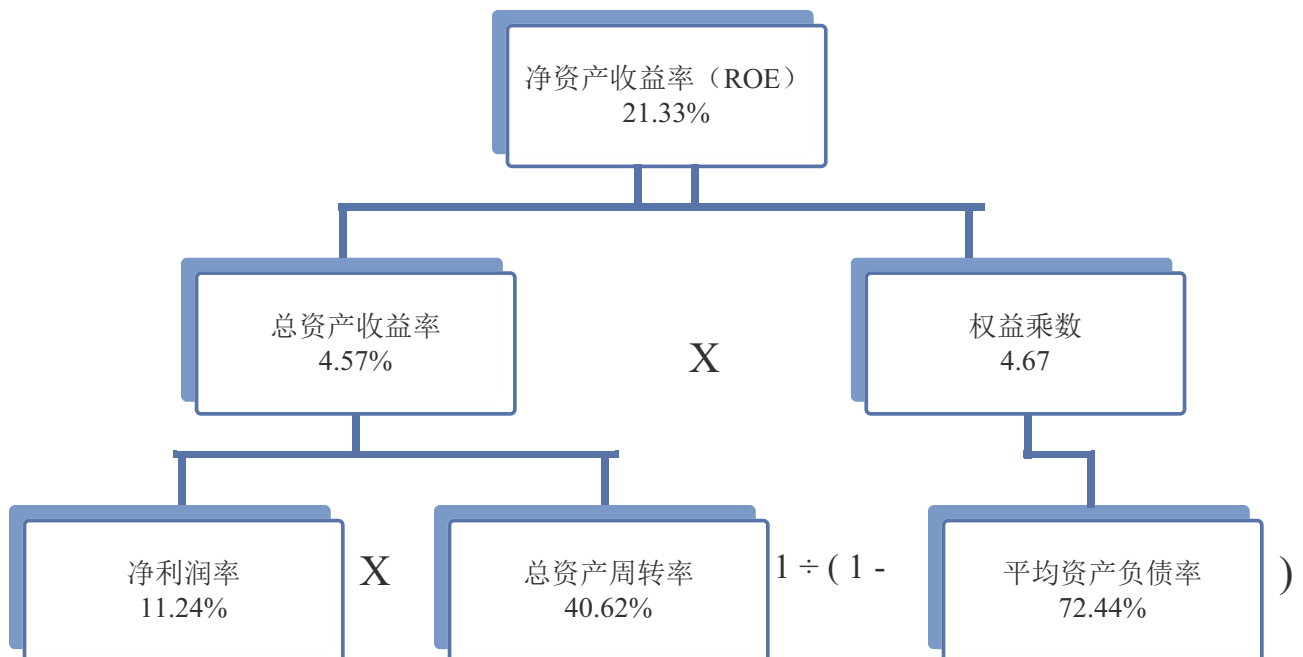 净资产收益率（ROE）
21.33%
总资产收益率
4.57%
X
权益乘数
4.67
净利润率
11.24%
X
总资产周转率
40.62%
1 ÷ ( 1 -
平均资产负债率
72.44%
)